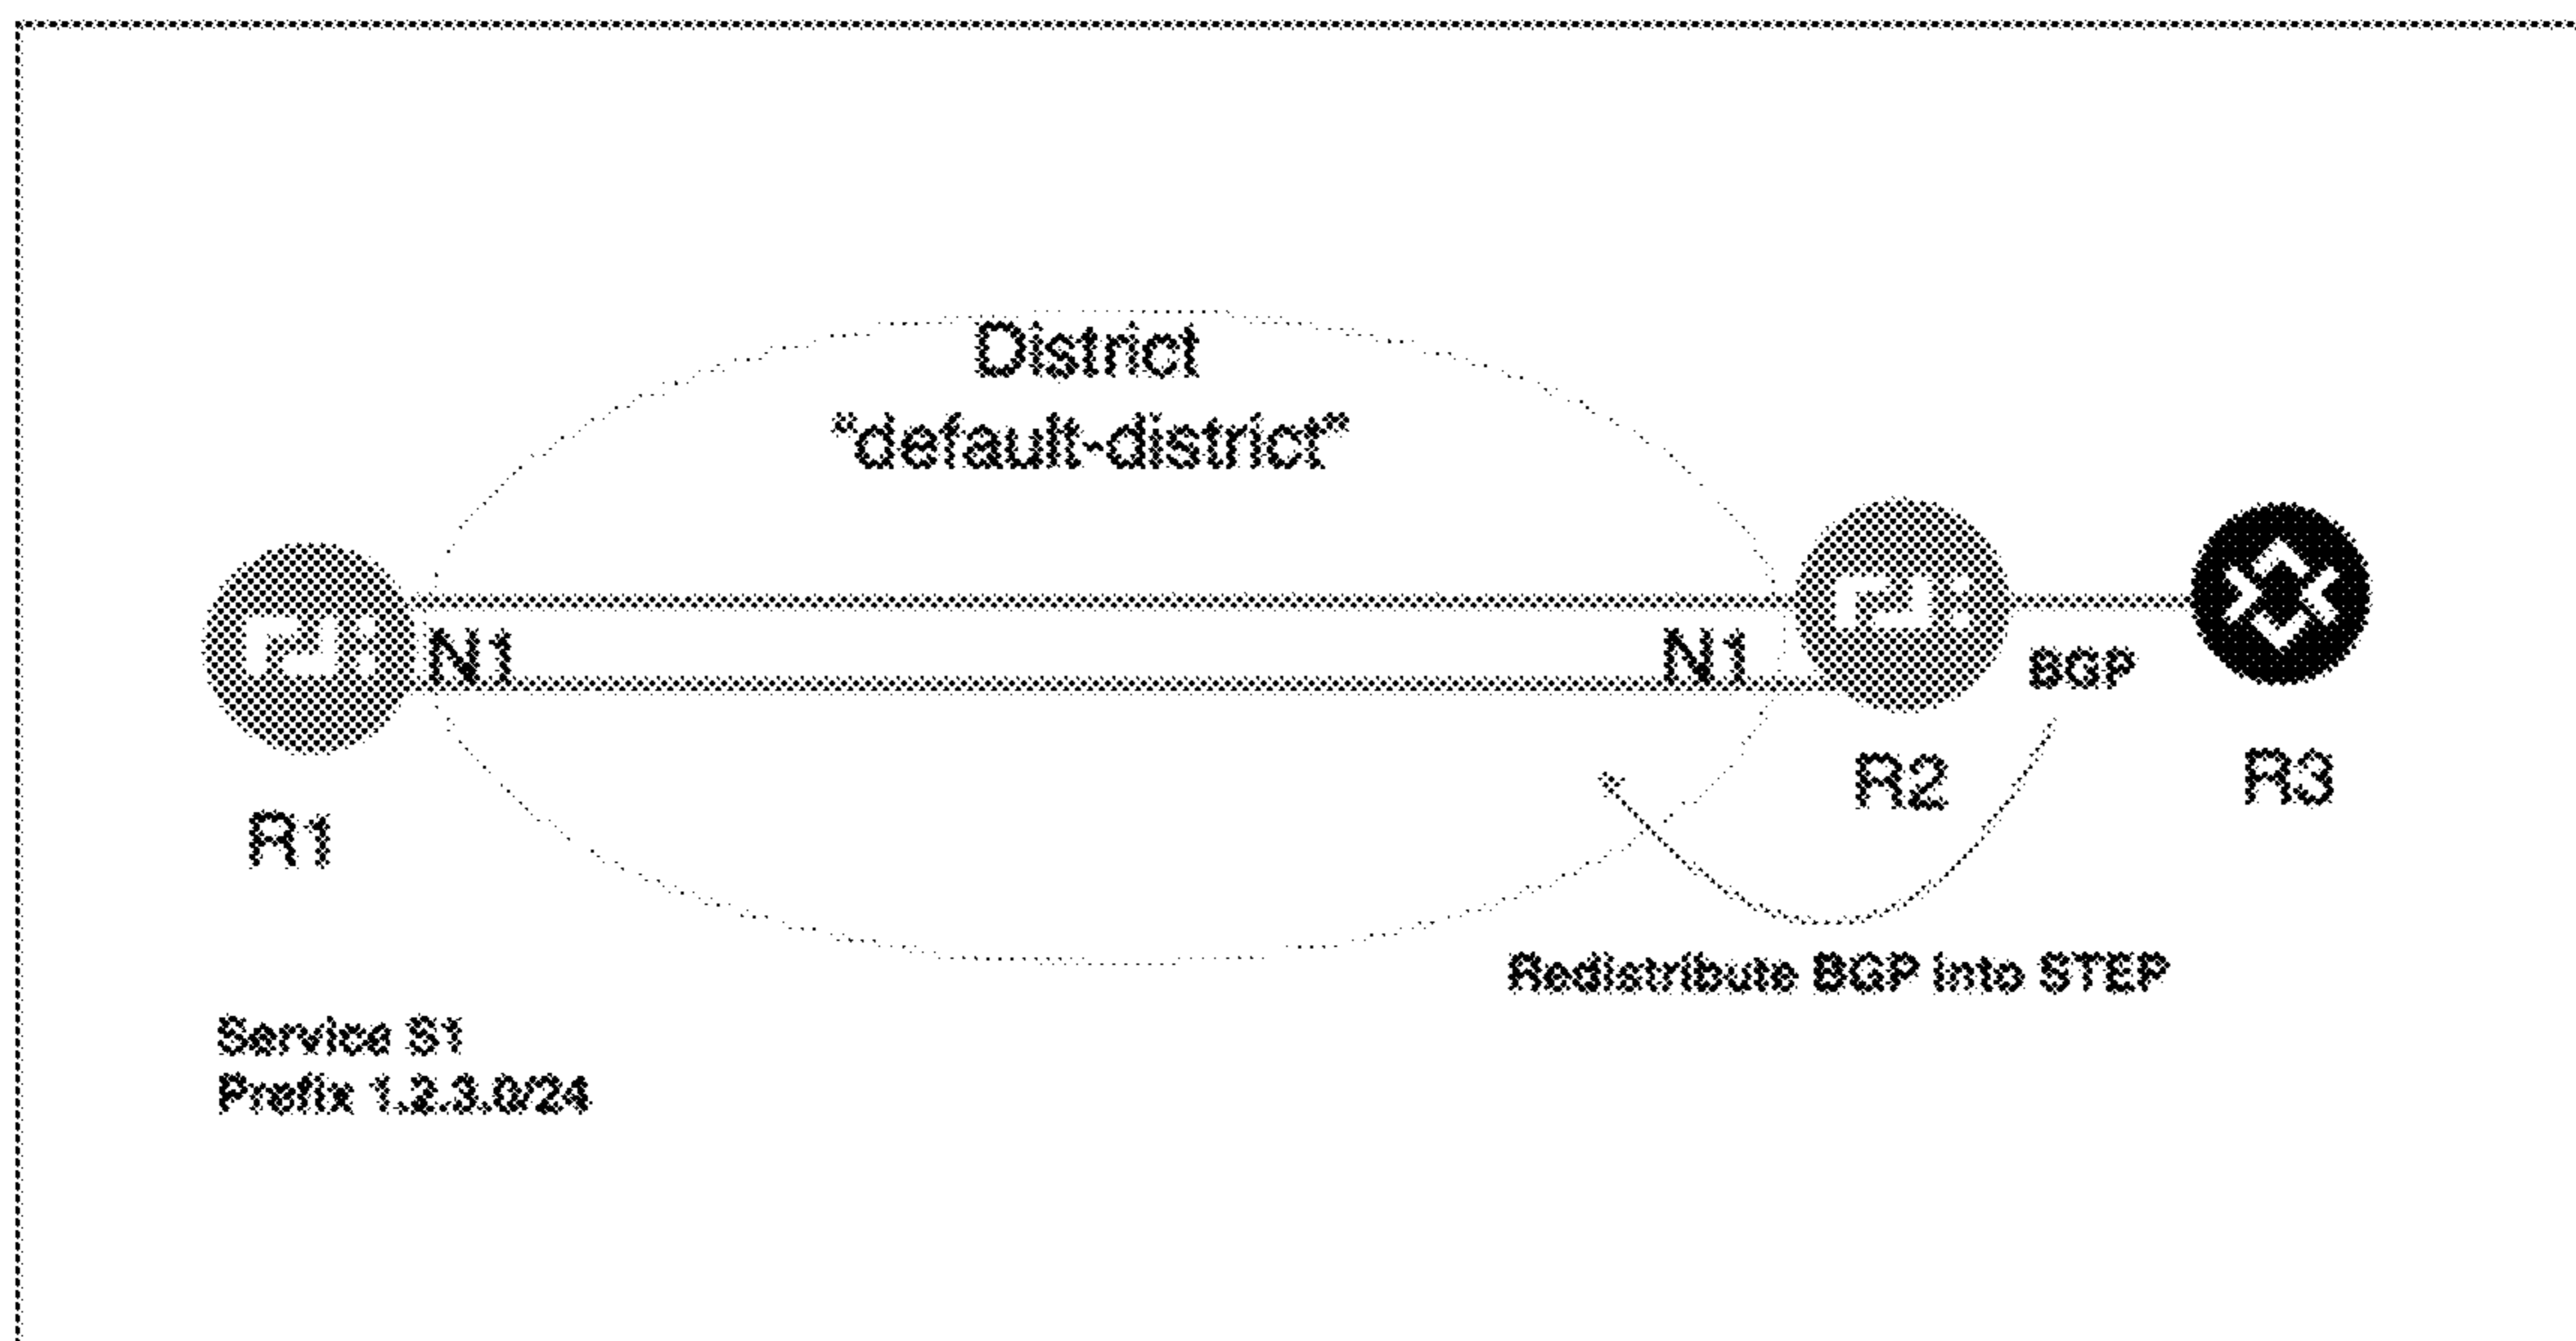 District
“default-district”
N1
N1
BGP
R1
R2
R3
Redistribute BGP into STEP
Service S1
Prefix 1.2.3.0/24